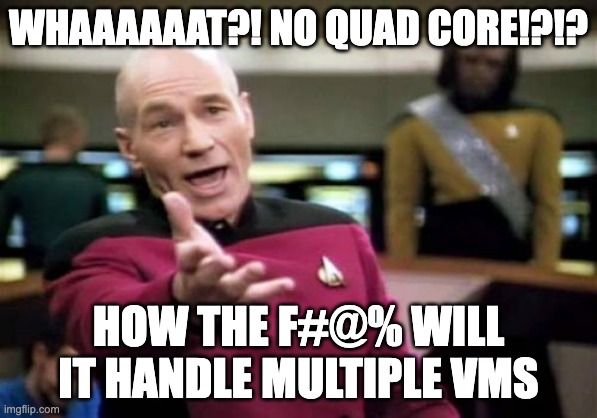 WHAAAAAAT?! NO QUAD CORE!?!?
HOW THE F#@% WILL
IT HANDLE MULTIPLE VMS
imgflip.com